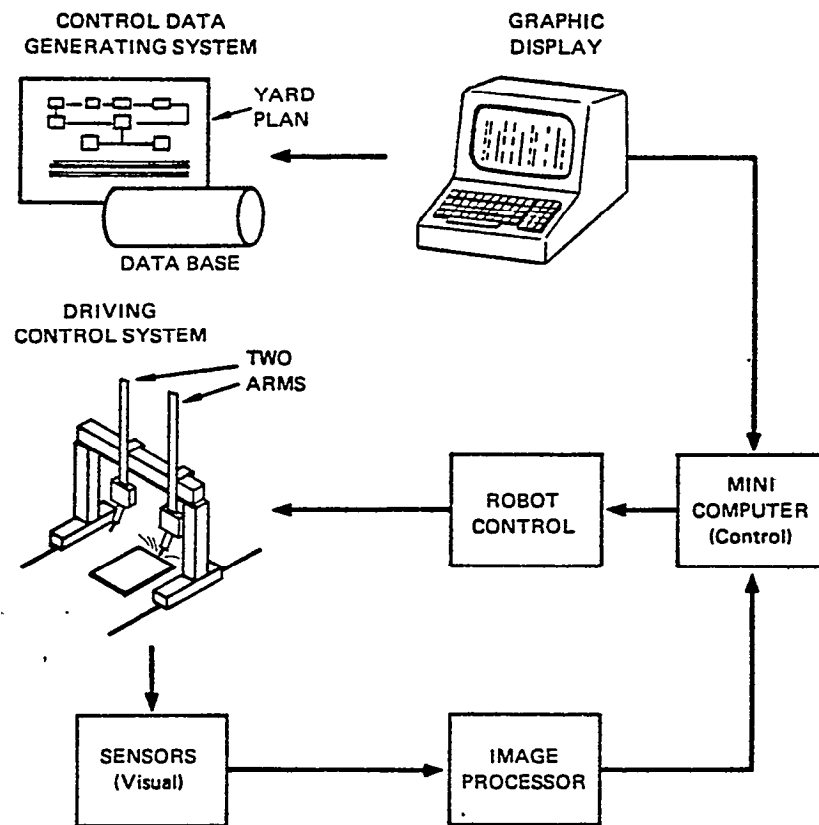 CONTROL DATA
GENERATING SYSTEM
GRAPHIC
DISPLAY
YARD
PLAN
DATA BASE
DRIVING
CONTROL SYSTEM
TWO
ARMS
ROBOT
CONTROL
MINI
COMPUTER
(Control)
SENSORS
(Visual)
IMAGE
PROCESSOR